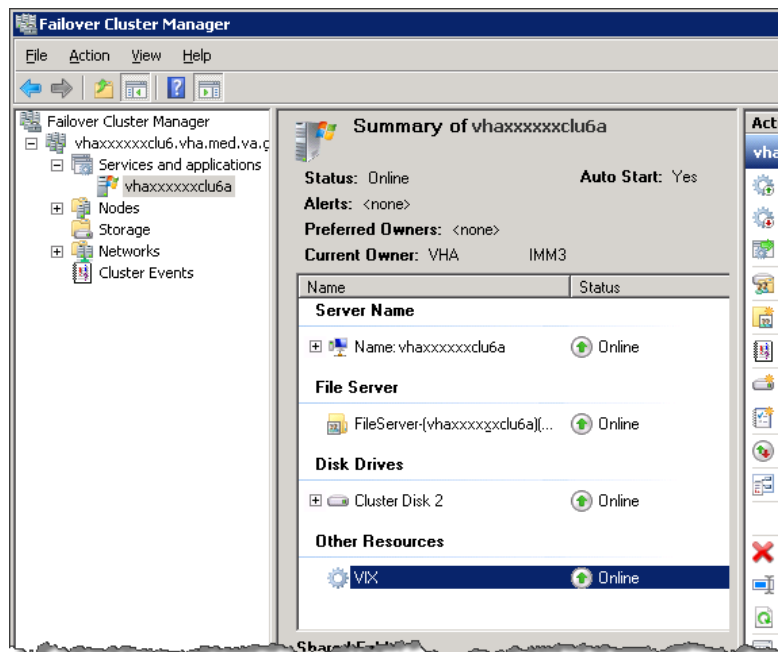 Failover Cluster Manager
File Action View Help
Failover Cluster Manager
vhaxxxxxxclu6.vha.med.va.g
Services and applications
vhaxxxxxxclu6a
Nodes
Storage
Networks
Cluster Events
Summary of vhaxxxxxxclu6a
Status: Online Auto Start: Yes
Alerts: <none>
Preferred Owners: <none>
Current Owner: VHA IMM3
Name Status
Server Name
Name: vhaxxxxxxclu6a Online
File Server
FileServer-(vhaxxxxxxclu6a)(... Online
Disk Drives
Cluster Disk 2 Online
Other Resources
VIX Online
Act
vha